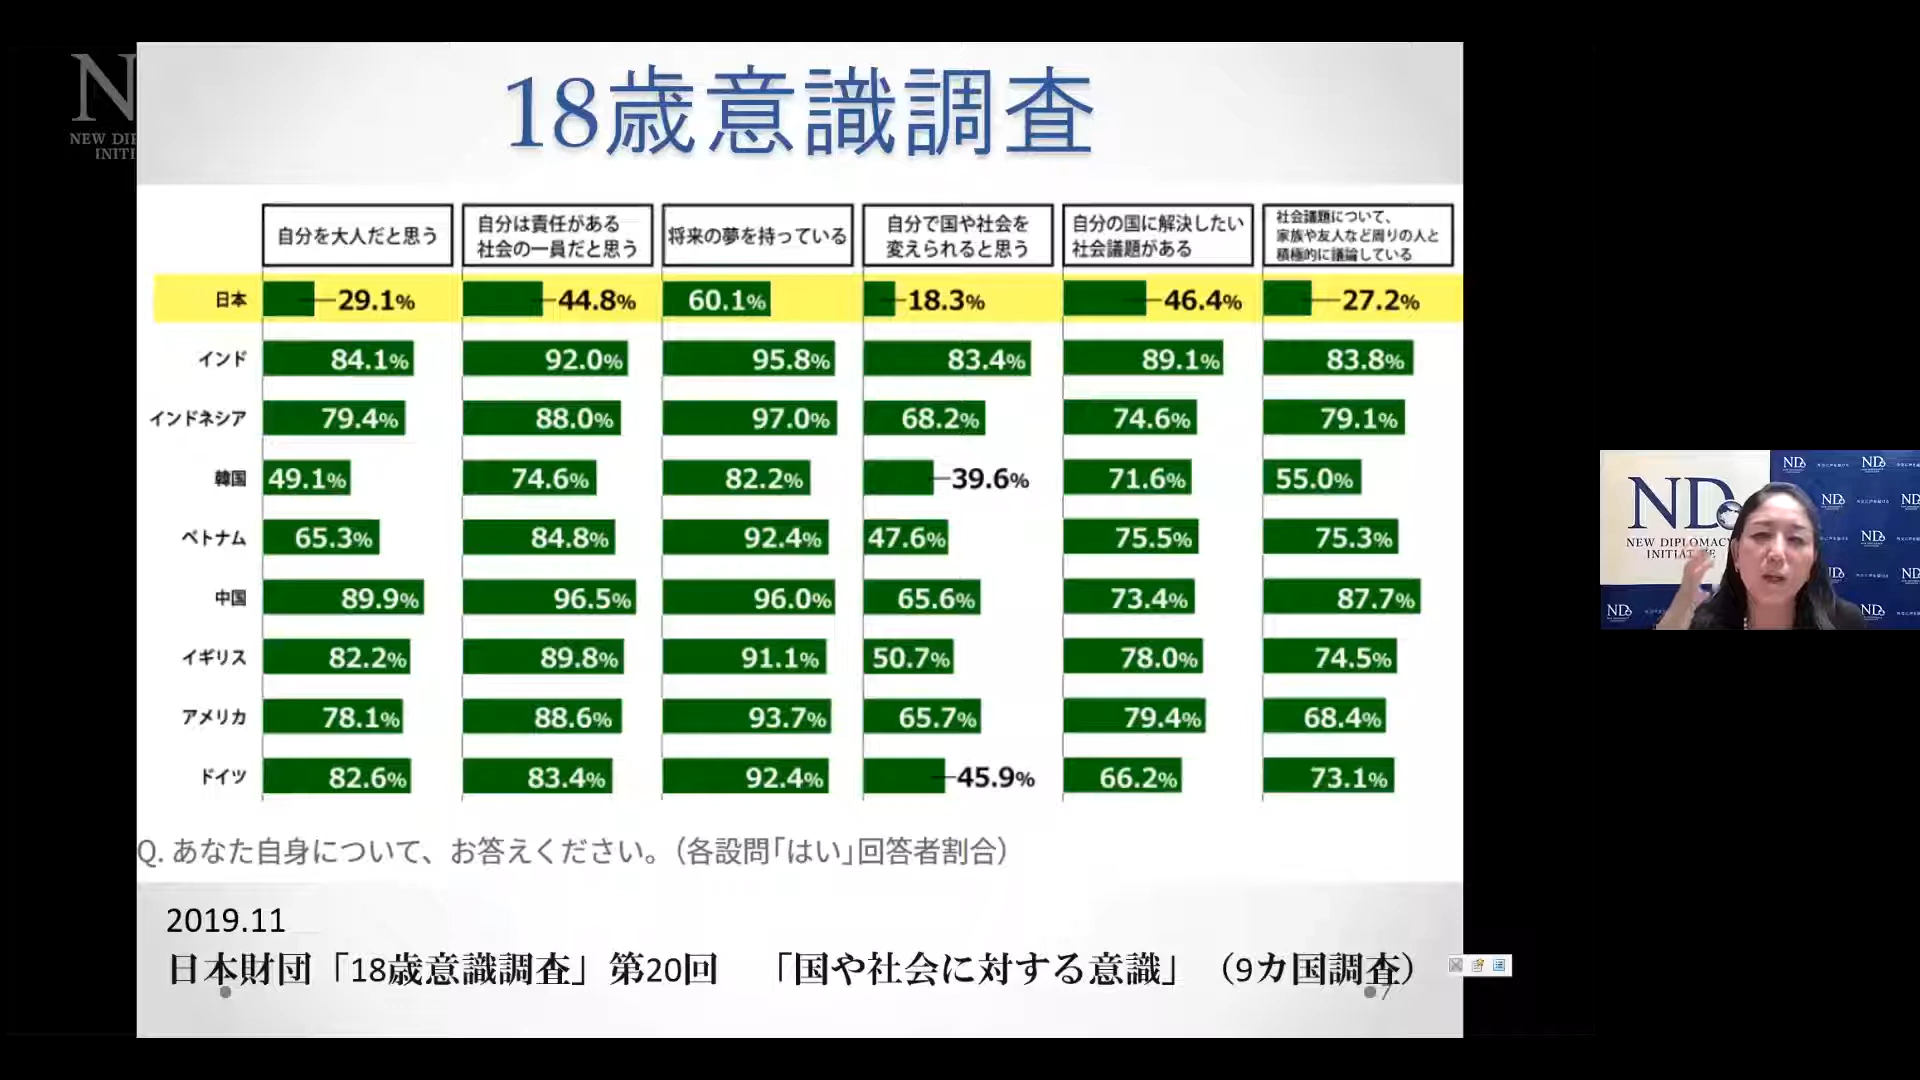 18歳意識調査
自分を大人だと思う
自分は責任がある
社会の一員だと思う
将来の夢を持っている
自分で国や社会を
変えられると思う
自分の国に解決したい
社会議題がある
社会議題について、
家族や友人など周りの人と
積極的に議論している
日本 29.1% 44.8% 60.1% 18.3% 46.4% 27.2%
インド 84.1% 92.0% 95.8% 83.4% 89.1% 83.8%
インドネシア 79.4% 88.0% 97.0% 68.2% 74.6% 79.1%
韓国 49.1% 74.6% 82.2% 39.6% 71.6% 55.0%
ベトナム 65.3% 84.8% 92.4% 47.6% 75.5% 75.3%
中国 89.9% 96.5% 96.0% 65.6% 73.4% 87.7%
イギリス 82.2% 89.8% 91.1% 50.7% 78.0% 74.5%
アメリカ 78.1% 88.6% 93.7% 65.7% 79.4% 68.4%
ドイツ 82.6% 83.4% 92.4% 45.9% 66.2% 73.1%
Q. あなた自身について、お答えください。（各設問「はい」回答者割合）
2019.11
日本財団「18歳意識調査」第20回 「国や社会に対する意識」（9カ国調査）
7
N
NEW DI
INITI
ND
NEW DIPLOMACY